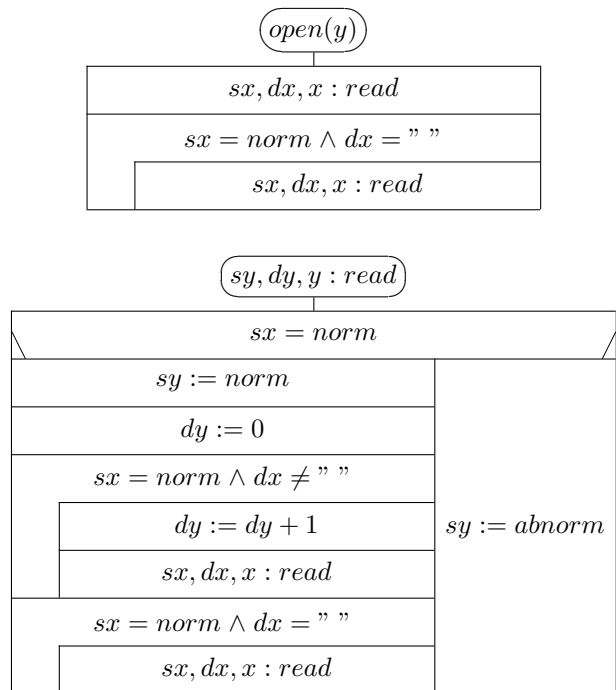 open(y)
sx, dx, x : read
sx = norm ∧ dx = ” ”
sx, dx, x : read
sy, dy, y : read
sx = norm
sy := norm
dy := 0
sx = norm ∧ dx ≠ ” ”
dy := dy + 1
sy := abnorm
sx, dx, x : read
sx = norm ∧ dx = ” ”
sx, dx, x : read